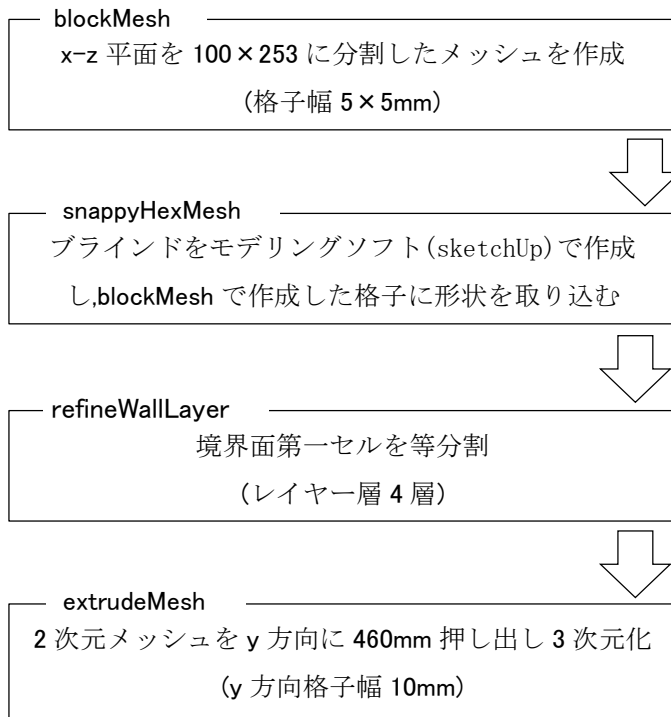 blockMesh
x-z 平面を 100×253 に分割したメッシュを作成
(格子幅 5×5mm)
snappyHexMesh
ブラインドをモデリングソフト(sketchUp)で作成
し,blockMesh で作成した格子に形状を取り込む
refineWallLayer
境界面第一セルを等分割
(レイヤー層 4 層)
extrudeMesh
2 次元メッシュを y 方向に 460mm 押し出し 3 次元化
(y 方向格子幅 10mm)